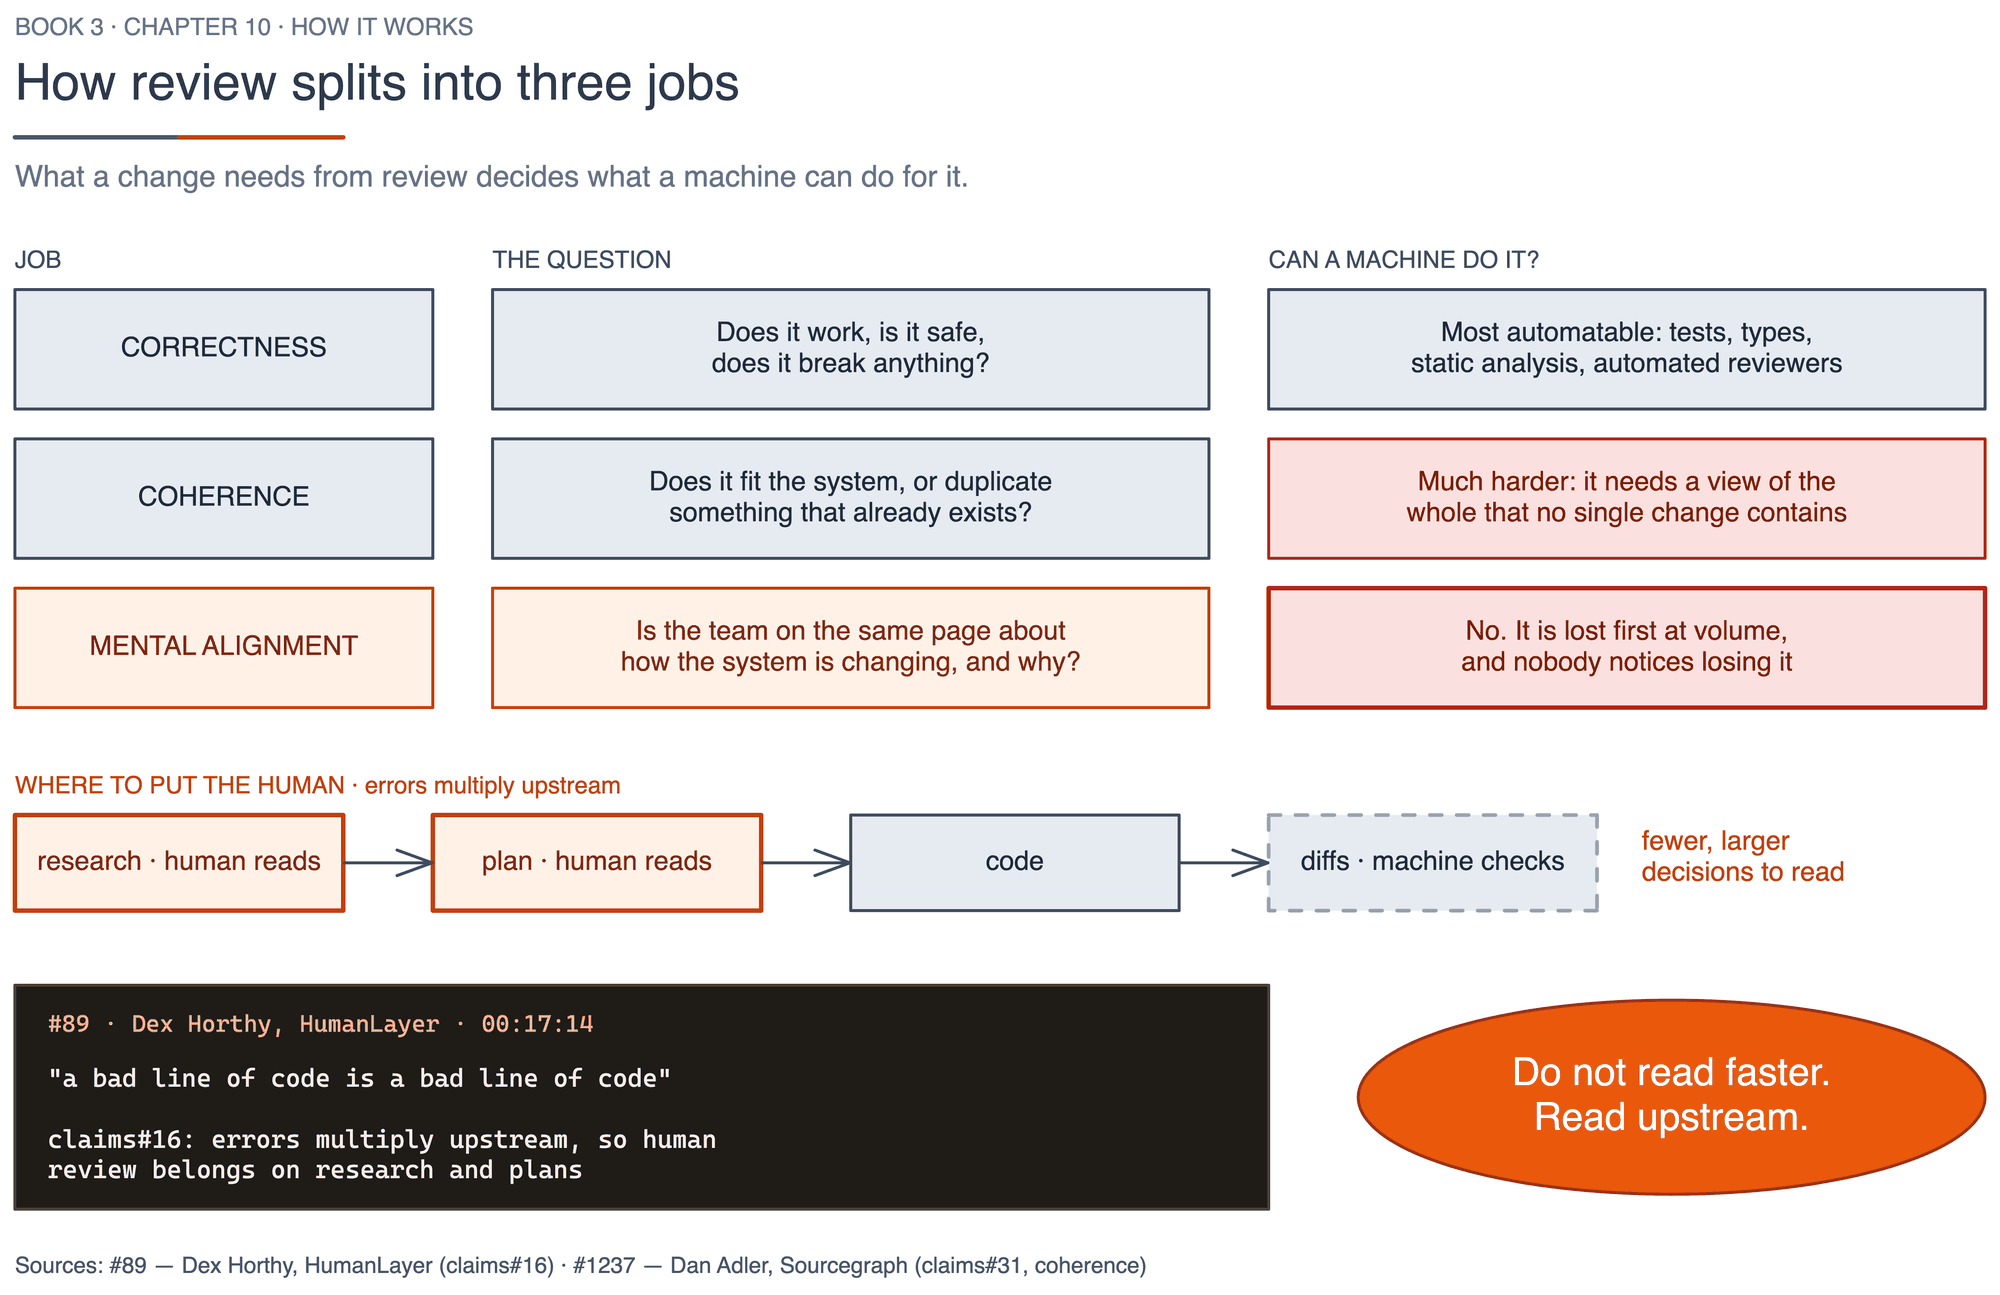 BOOK 3 · CHAPTER 10 · HOW IT WORKS
How review splits into three jobs
What a change needs from review decides what a machine can do for it.
JOB
THE QUESTION
CAN A MACHINE DO IT?
CORRECTNESS
Does it work, is it safe,
does it break anything?
Most automatable: tests, types,
static analysis, automated reviewers
COHERENCE
Does it fit the system, or duplicate
something that already exists?
Much harder: it needs a view of the
whole that no single change contains
MENTAL ALIGNMENT
Is the team on the same page about
how the system is changing, and why?
No. It is lost first at volume,
and nobody notices losing it
WHERE TO PUT THE HUMAN · errors multiply upstream
research · human reads
plan · human reads
code
diffs · machine checks
fewer, larger
decisions to read
#89 · Dex Horthy, HumanLayer · 00:17:14
"a bad line of code is a bad line of code"
claims#16: errors multiply upstream, so human
review belongs on research and plans
Do not read faster.
Read upstream.
Sources: #89 — Dex Horthy, HumanLayer (claims#16) · #1237 — Dan Adler, Sourcegraph (claims#31, coherence)